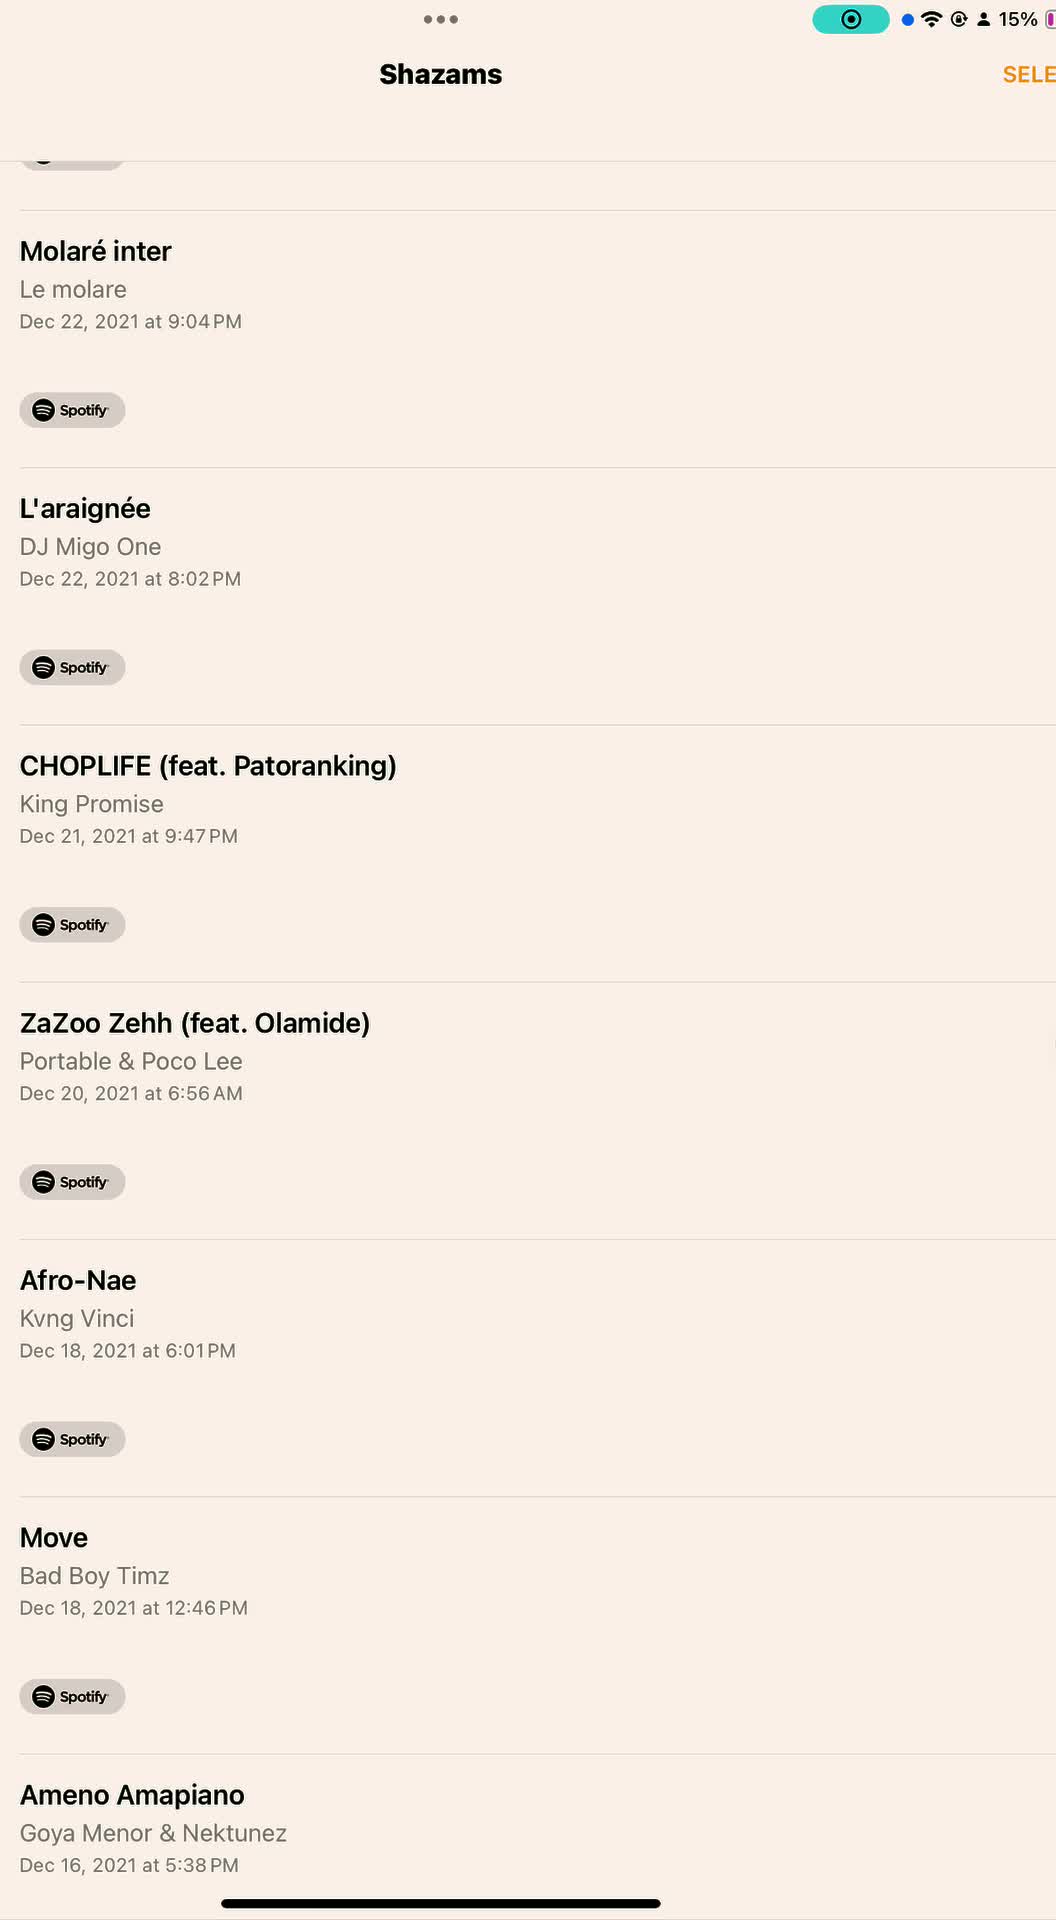 15%
Shazams
SELE
Molaré inter
Le molare
Dec 22, 2021 at 9:04 PM
Spotify
L'araignée
DJ Migo One
Dec 22, 2021 at 8:02 PM
Spotify
CHOPLIFE (feat. Patoranking)
King Promise
Dec 21, 2021 at 9:47 PM
Spotify
ZaZoo Zehh (feat. Olamide)
Portable & Poco Lee
Dec 20, 2021 at 6:56 AM
Spotify
Afro-Nae
Kvng Vinci
Dec 18, 2021 at 6:01 PM
Spotify
Move
Bad Boy Timz
Dec 18, 2021 at 12:46 PM
Spotify
Ameno Amapiano
Goya Menor & Nektunez
Dec 16, 2021 at 5:38 PM